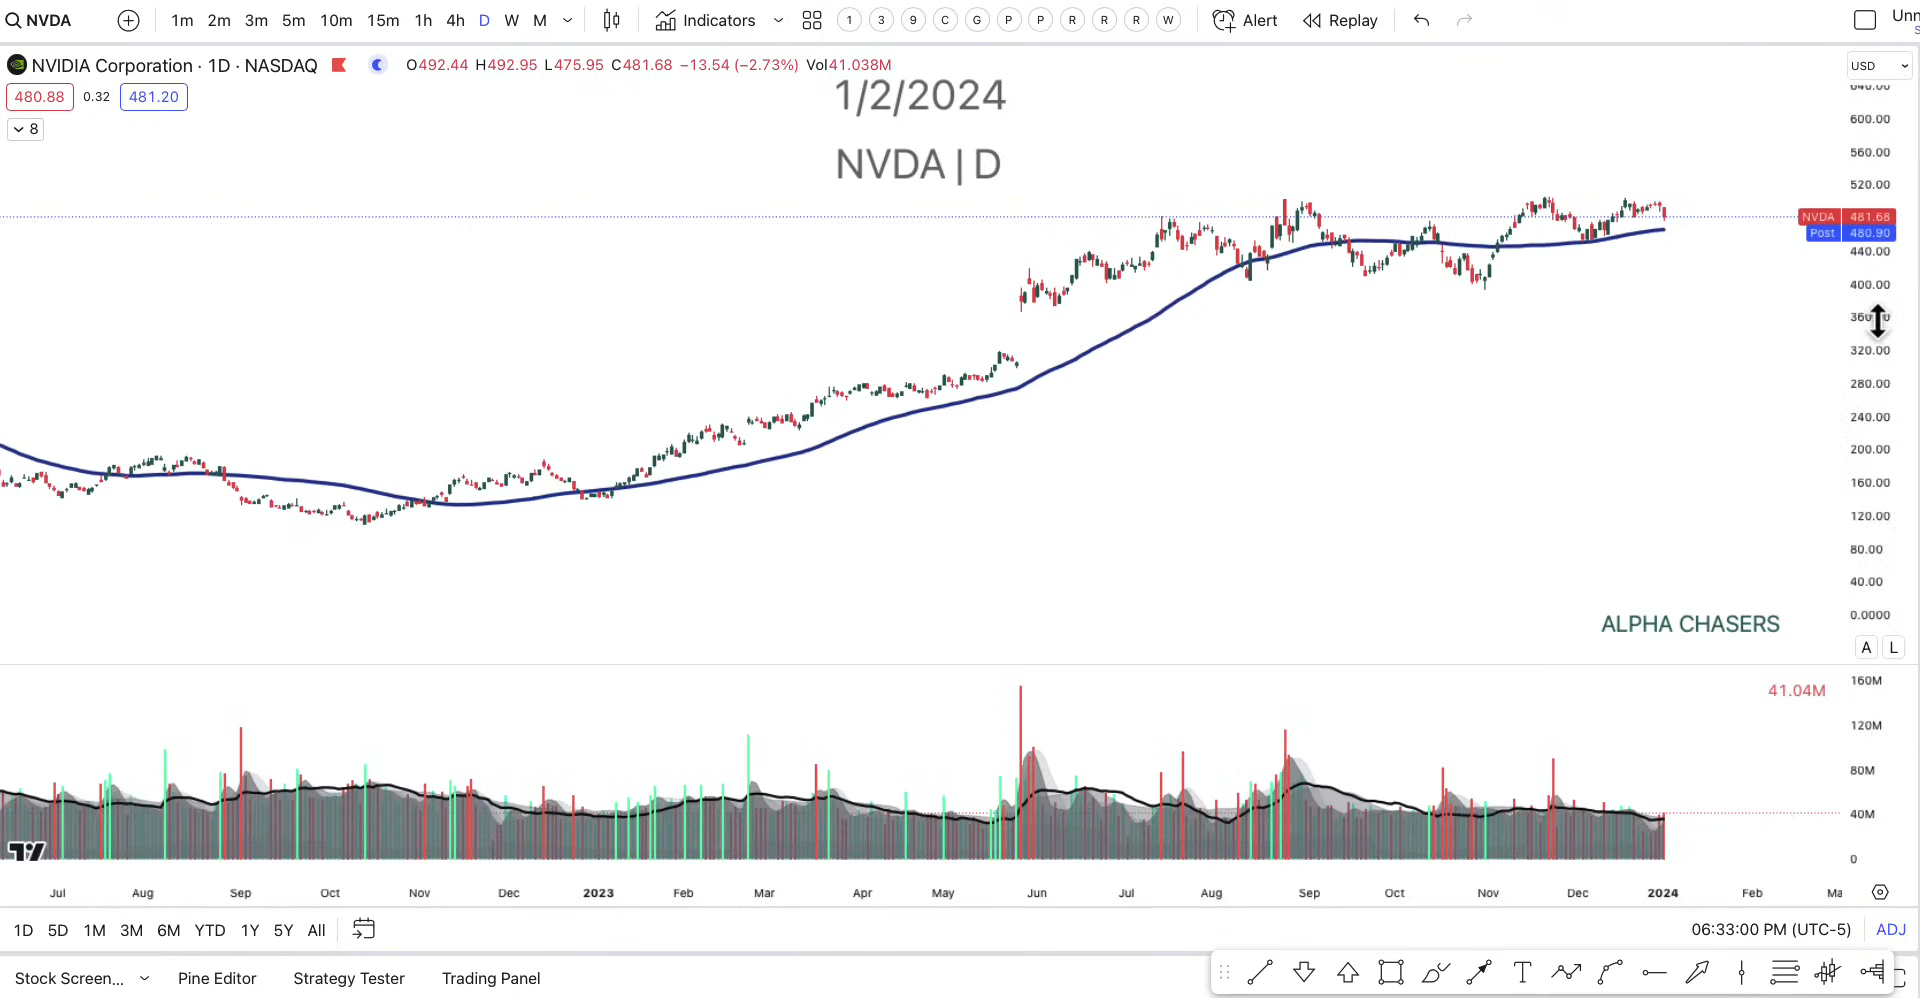 NVDA 1m 2m 3m 5m 10m 15m 1h 4h D W M Indicators 1 3 9 C G P P R R R W Alert Replay Unn
S
NVIDIA Corporation · 1D · NASDAQ O492.44 H492.95 L475.95 C481.68 −13.54 (−2.73%) Vol41.038M USD
480.88 0.32 481.20
8
1/2/2024
NVDA | D
640.00
600.00
560.00
520.00
NVDA 481.68
Post 480.90
440.00
400.00
320.00
280.00
240.00
200.00
160.00
120.00
80.00
40.00
0.0000
ALPHA CHASERS
A L
160M
41.04M
120M
80M
40M
0
Jul Aug Sep Oct Nov Dec 2023 Feb Mar Apr May Jun Jul Aug Sep Oct Nov Dec 2024 Feb Ma
1D 5D 1M 3M 6M YTD 1Y 5Y All 06:33:00 PM (UTC-5) ADJ
Stock Screen... Pine Editor Strategy Tester Trading Panel T